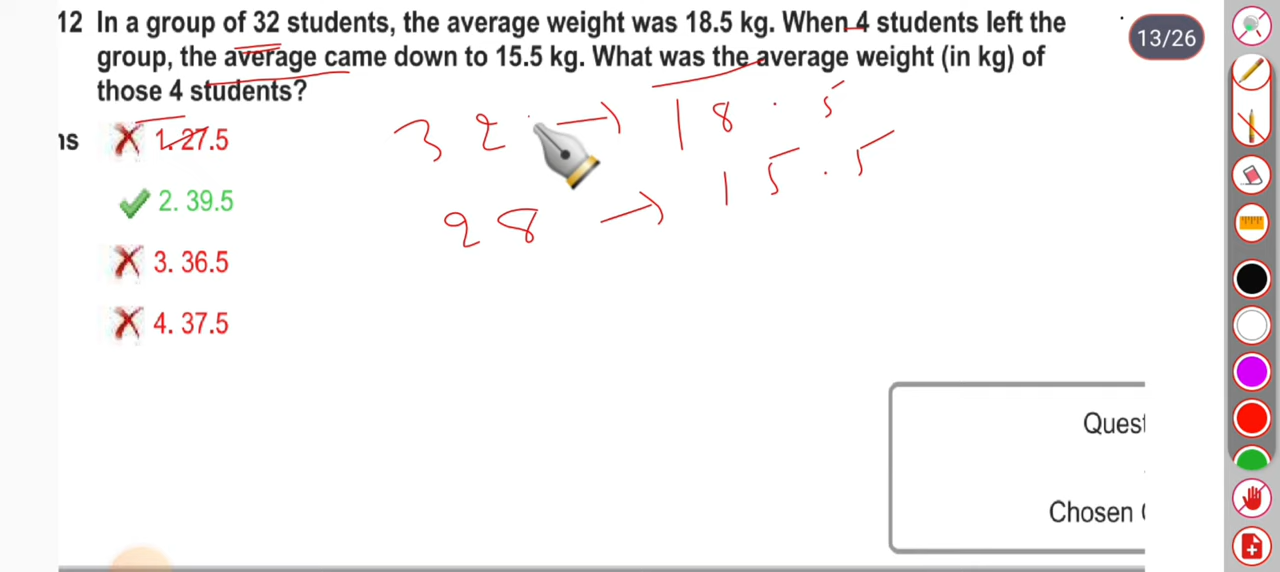 12 In a group of 32 students, the average weight was 18.5 kg. When 4 students left the
group, the average came down to 15.5 kg. What was the average weight (in kg) of
those 4 students?
13/26
32 → 18.5
ns 1. 27.5
28 → 15.5
2. 39.5
3. 36.5
4. 37.5
Quest
Chosen